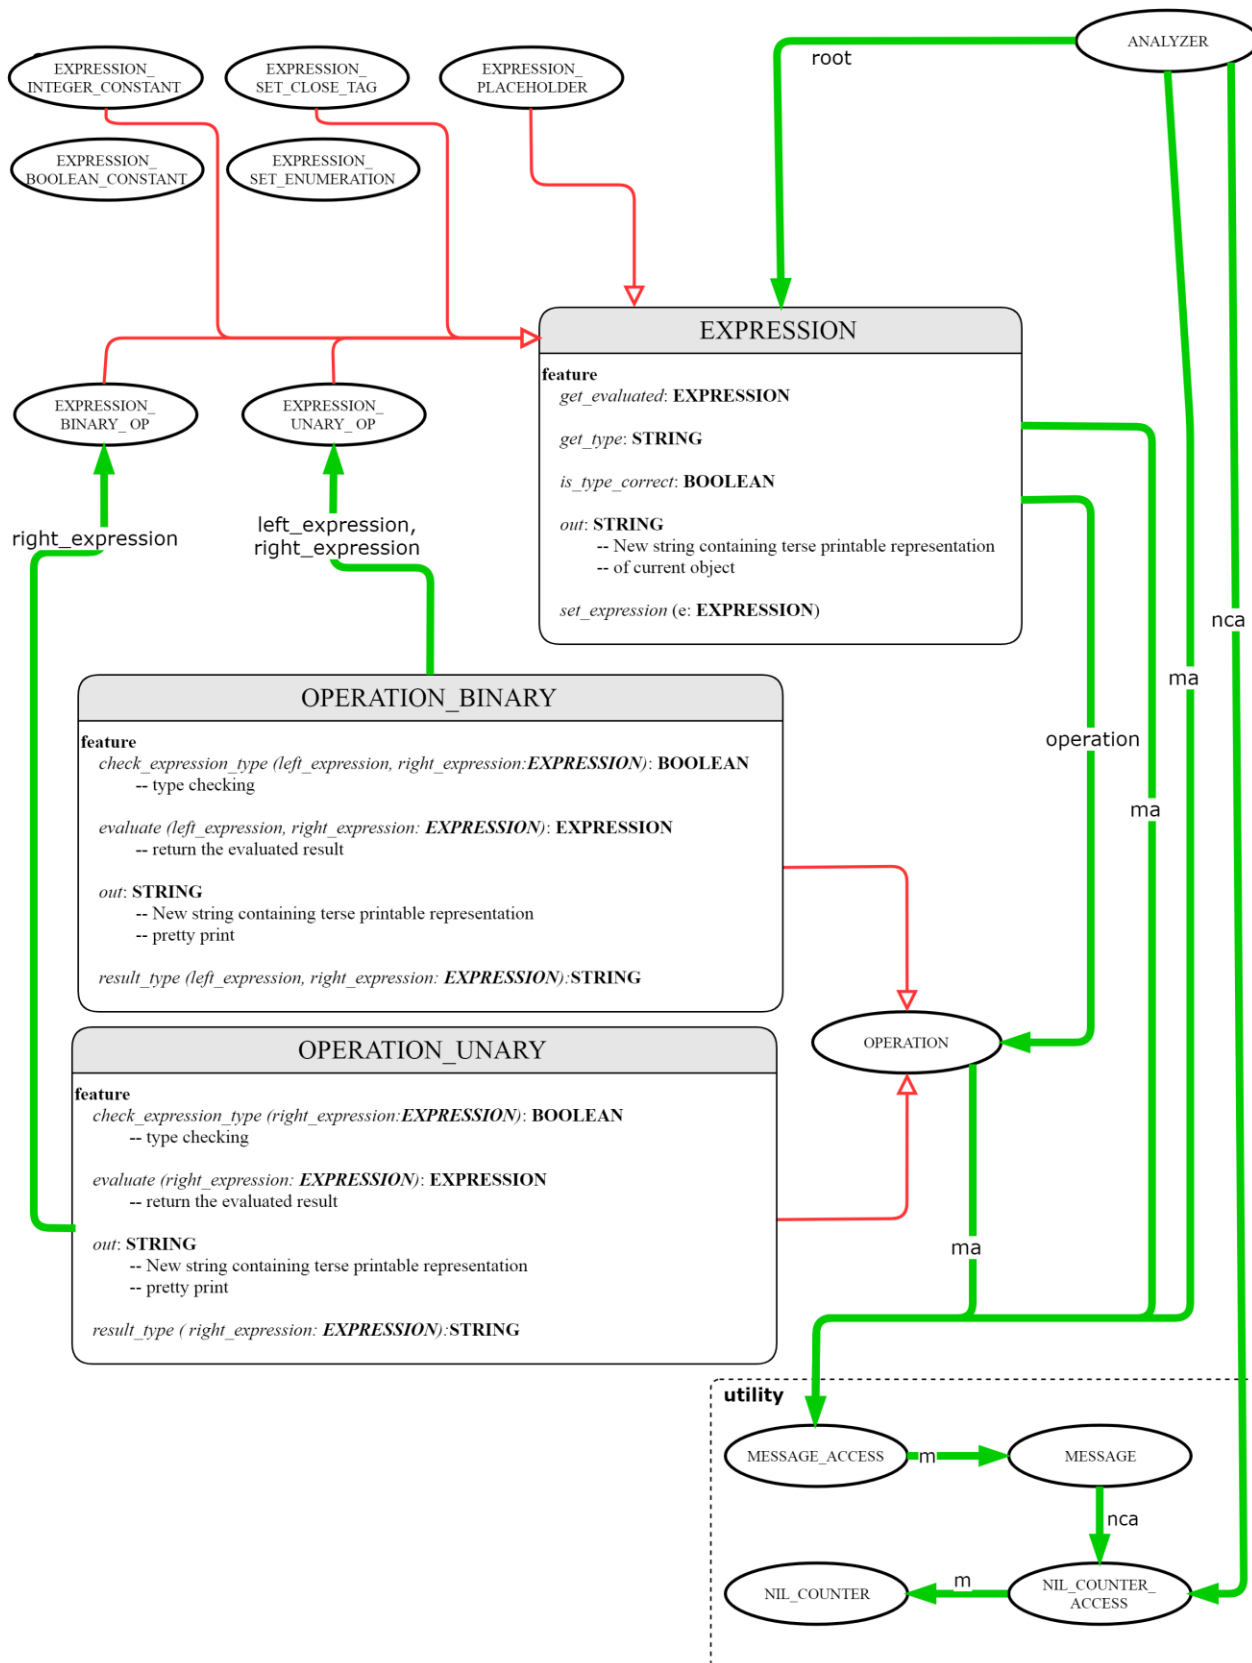 ANALYZER
root
EXPRESSION_
INTEGER_CONSTANT
EXPRESSION_
SET_CLOSE_TAG
EXPRESSION_
PLACEHOLDER
EXPRESSION_
BOOLEAN_CONSTANT
EXPRESSION_
SET_ENUMERATION
EXPRESSION
feature
get_evaluated: EXPRESSION
get_type: STRING
is_type_correct: BOOLEAN
out: STRING
-- New string containing terse printable representation
-- of current object
set_expression (e: EXPRESSION)
EXPRESSION_
BINARY_ OP
EXPRESSION_
UNARY_ OP
right_expression
left_expression,
right_expression
nca
ma
operation
ma
OPERATION_BINARY
feature
check_expression_type (left_expression, right_expression:EXPRESSION): BOOLEAN
-- type checking
evaluate (left_expression, right_expression: EXPRESSION): EXPRESSION
-- return the evaluated result
out: STRING
-- New string containing terse printable representation
-- pretty print
result_type (left_expression, right_expression: EXPRESSION):STRING
OPERATION_UNARY
feature
check_expression_type (right_expression:EXPRESSION): BOOLEAN
-- type checking
evaluate (right_expression: EXPRESSION): EXPRESSION
-- return the evaluated result
out: STRING
-- New string containing terse printable representation
-- pretty print
result_type ( right_expression: EXPRESSION):STRING
OPERATION
ma
utility
MESSAGE_ACCESS
m
MESSAGE
nca
NIL_COUNTER
m
NIL_COUNTER_
ACCESS